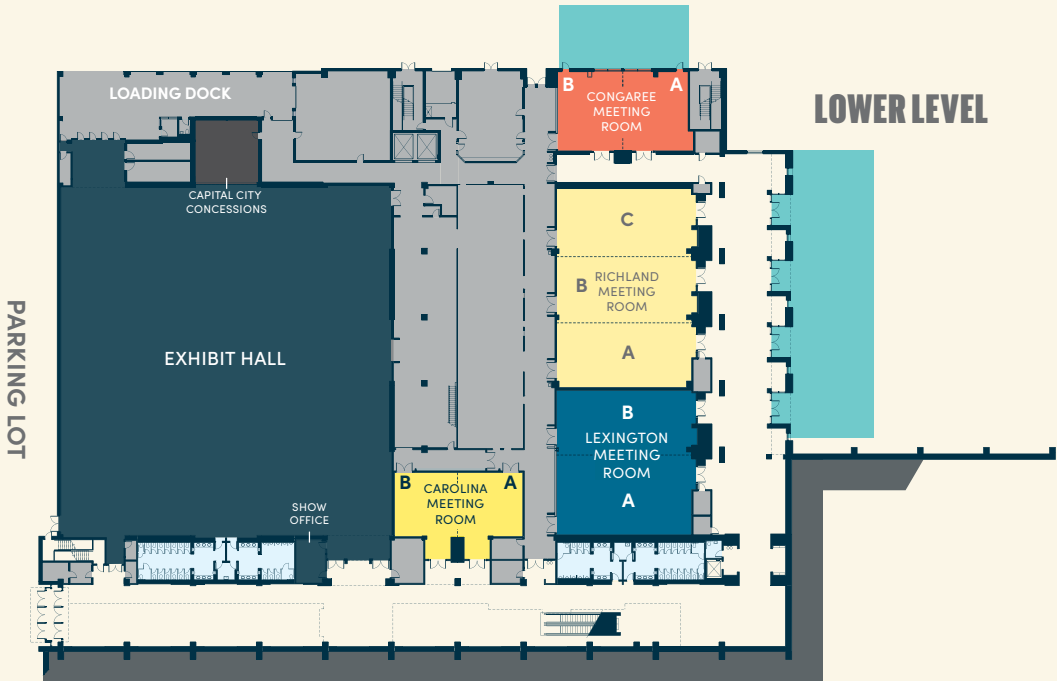 LOADING DOCK
B
A
CONGAREE
MEETING
ROOM
LOWER LEVEL
CAPITAL CITY
CONCESSIONS
C
B
RICHLAND
MEETING
ROOM
PARKING LOT
EXHIBIT HALL
A
B
LEXINGTON
MEETING
ROOM
A
B
A
CAROLINA
MEETING
ROOM
SHOW
OFFICE